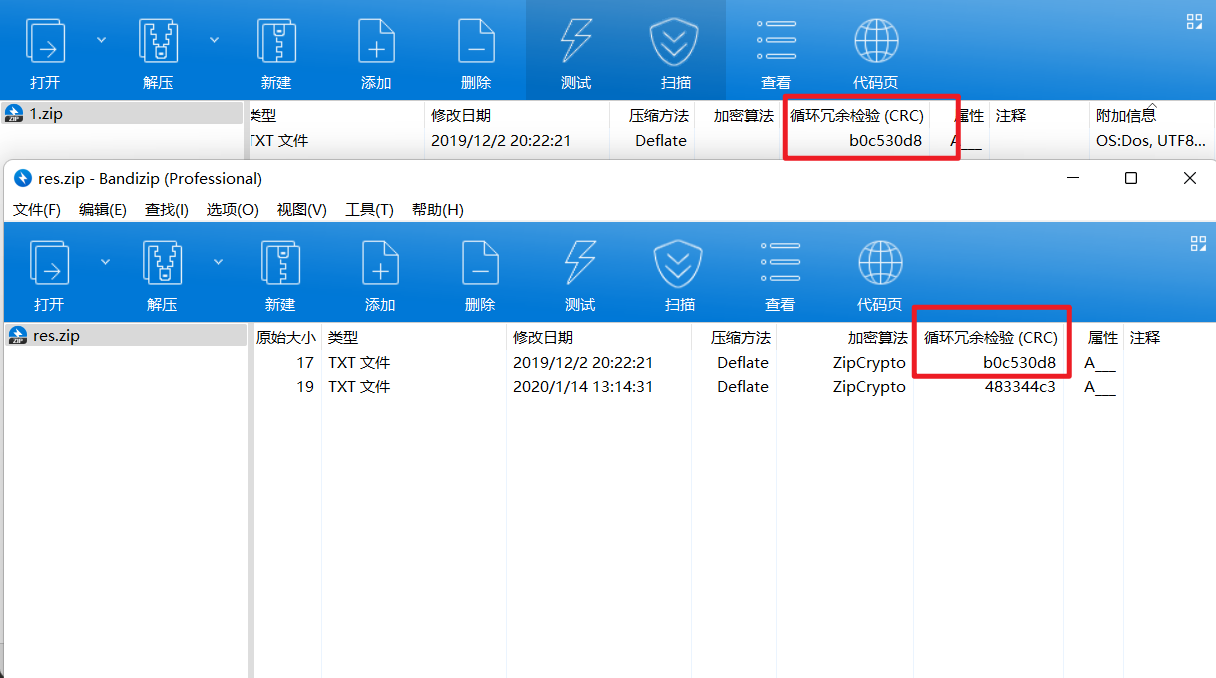 打开 解压 新建 添加 删除 测试 扫描 查看 代码页
1.zip 类型 修改日期 压缩方法 加密算法 循环冗余检验 (CRC) 属性 注释 附加信息
TXT 文件 2019/12/2 20:22:21 Deflate b0c530d8 A___ OS:Dos, UTF8...
res.zip - Bandizip (Professional)
文件(F) 编辑(E) 查找(I) 选项(O) 视图(V) 工具(T) 帮助(H)
打开 解压 新建 添加 删除 测试 扫描 查看 代码页
res.zip 原始大小 类型 修改日期 压缩方法 加密算法 循环冗余检验 (CRC) 属性 注释
17 TXT 文件 2019/12/2 20:22:21 Deflate ZipCrypto b0c530d8 A___
19 TXT 文件 2020/1/14 13:14:31 Deflate ZipCrypto 483344c3 A___